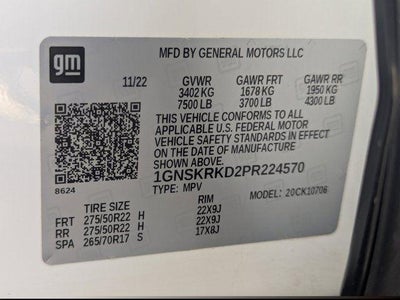 gm
MFD BY GENERAL MOTORS LLC
11/22 GVWR GAWR FRT GAWR RR
3402 KG 1678 KG 1950 KG
7500 LB 3700 LB 4300 LB
THIS VEHICLE CONFORMS TO ALL
APPLICABLE U.S. FEDERAL MOTOR
VEHICLE SAFETY STANDARDS IN EFFECT
ON THE DATE OF MANUFACTURE
SHOWN ABOVE.
8624
1GNSKRKD2PR224570
TYPE: MPV MODEL: 20CK10706
TIRE SIZE RIM
FRT 275/50R22 H 22X9J
RR 275/50R22 H 22X9J
SPA 265/70R17 S 17X8J